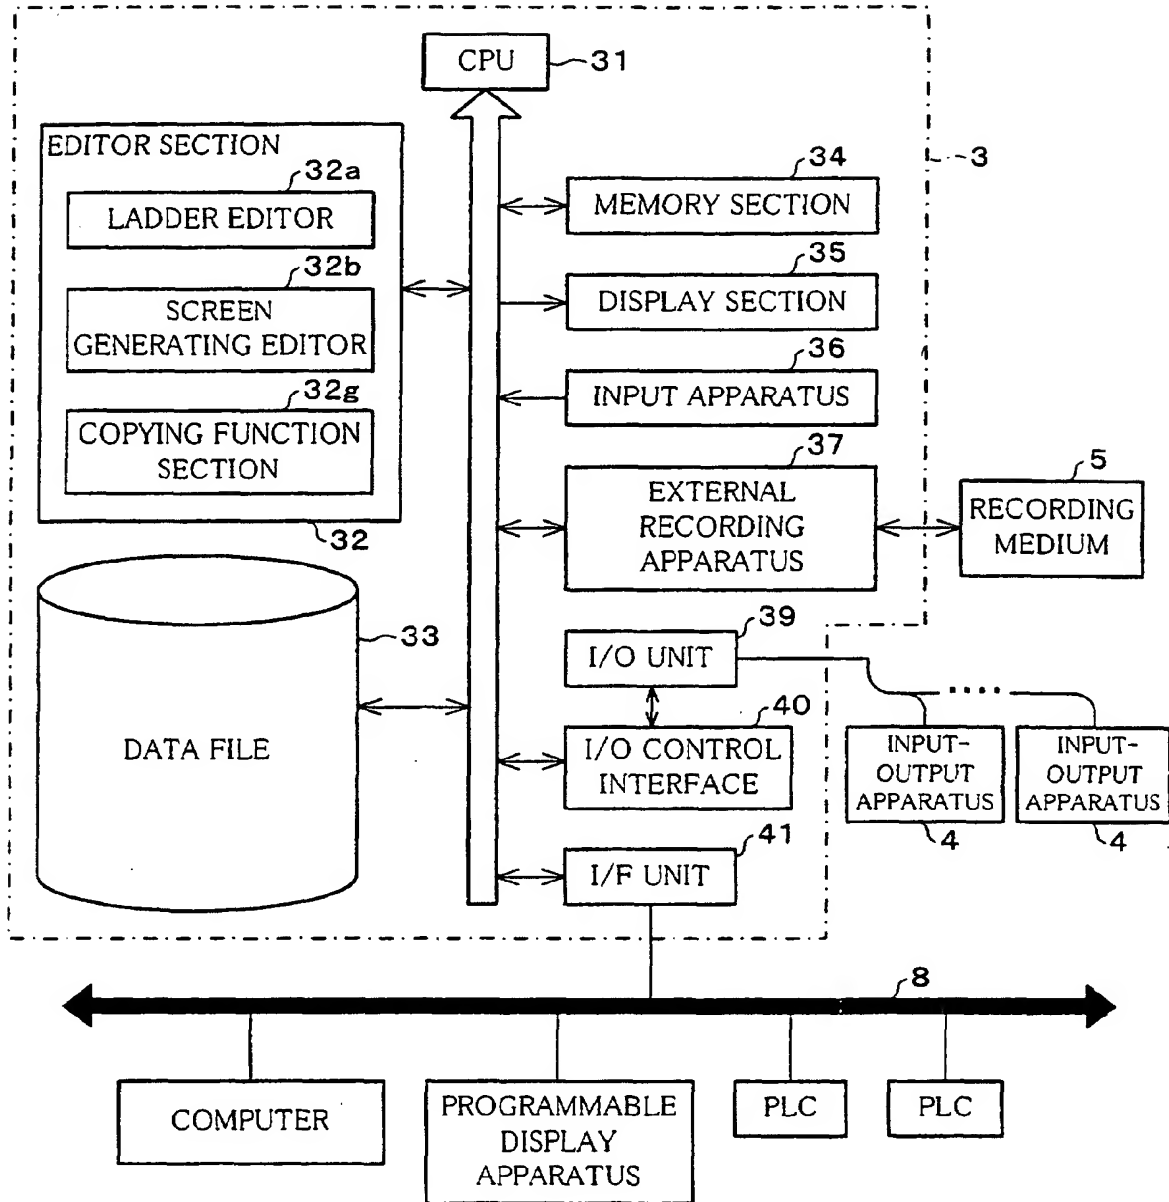 CPU
31
3
EDITOR SECTION
32a
LADDER EDITOR
32b
SCREEN
GENERATING EDITOR
32g
COPYING FUNCTION
SECTION
32
34
MEMORY SECTION
35
DISPLAY SECTION
36
INPUT APPARATUS
37
EXTERNAL
RECORDING
APPARATUS
5
RECORDING
MEDIUM
33
DATA FILE
39
I/O UNIT
40
I/O CONTROL
INTERFACE
INPUT-
OUTPUT
APPARATUS
4
INPUT-
OUTPUT
APPARATUS
4
41
I/F UNIT
8
COMPUTER
PROGRAMMABLE
DISPLAY
APPARATUS
PLC
PLC